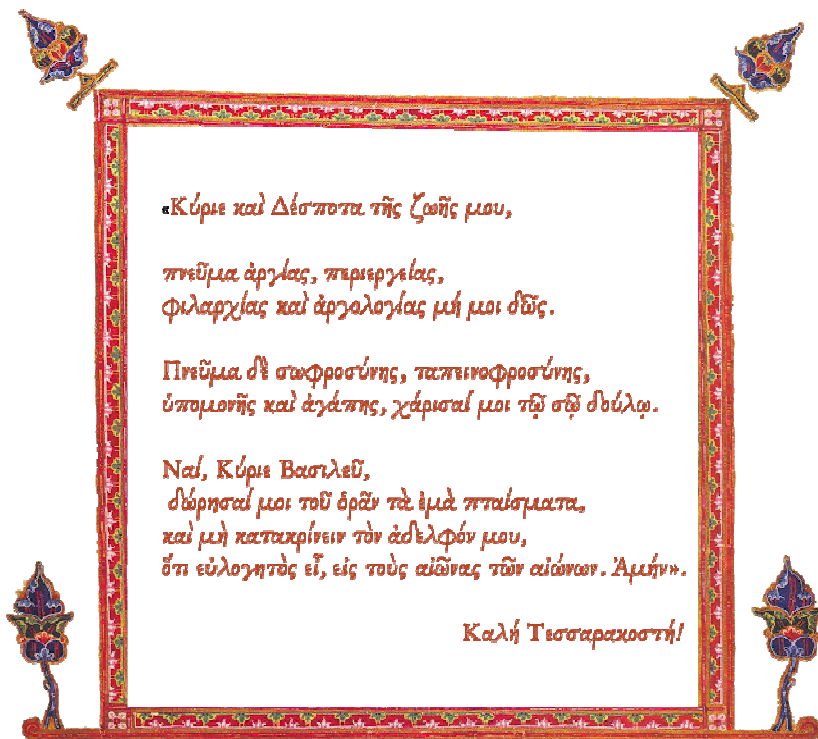 «Κύριε καὶ Δέσποτα τῆς ζωῆς μου,
πνεῦμα ἀργίας, περιεργείας,
φιλαρχίας καὶ ἀργολογίας μή μοι δῷς.
Πνεῦμα δὲ σωφροσύνης, ταπεινοφροσύνης,
ὑπομονῆς καὶ ἀγάπης, χάρισαί μοι τῷ σῷ δούλῳ.
Ναί, Κύριε Βασιλεῦ,
δώρησαί μοι τοῦ ὁρᾶν τὰ ἐμὰ πταίσματα,
καὶ μὴ κατακρίνειν τὸν ἀδελφόν μου,
ὅτι εὐλογητὸς εἶ, εἰς τοὺς αἰῶνας τῶν αἰώνων. Ἀμήν».
Καλή Τεσσαρακοστή!